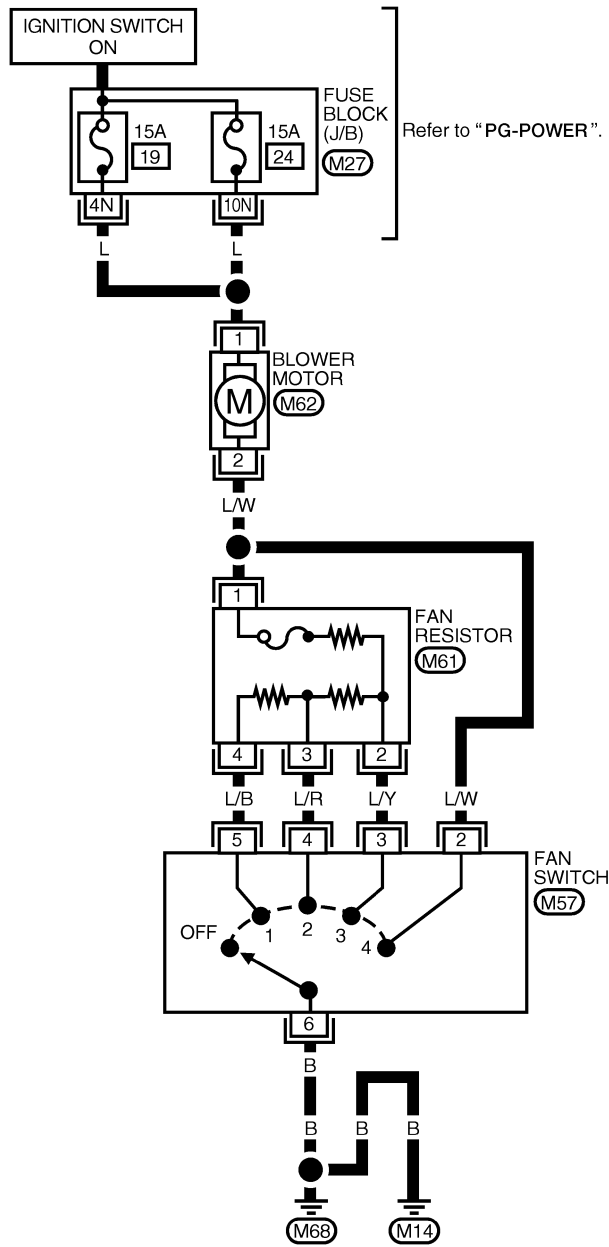 IGNITION SWITCH
ON
FUSE
BLOCK
(J/B)
M27
15A
19
15A
24
Refer to “PG-POWER”.
4N
10N
L
L
1
BLOWER
MOTOR
M62
M
2
L/W
1
FAN
RESISTOR
M61
4
3
2
L/B
L/R
L/Y
L/W
5
4
3
2
FAN
SWITCH
M57
OFF
1
2
3
4
6
B
B
B
B
M68
M14